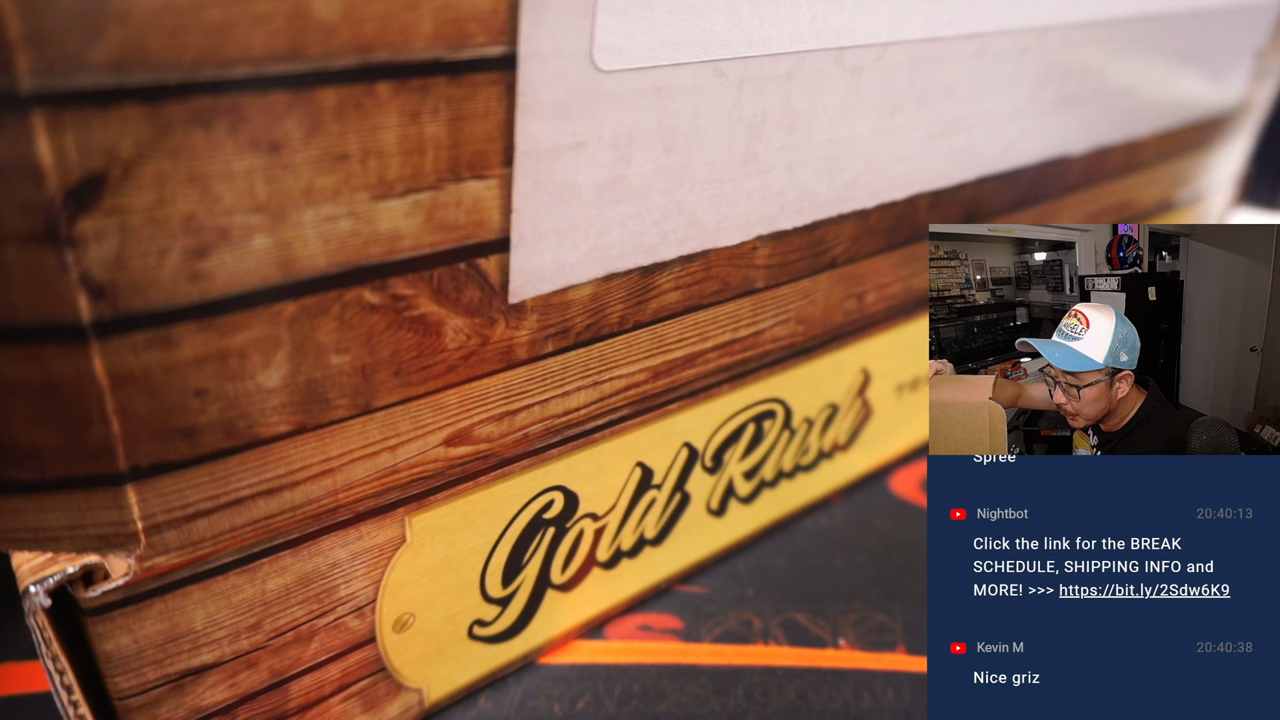 Gold Rush
ON
Spree
Nightbot 20:40:13
Click the link for the BREAK
SCHEDULE, SHIPPING INFO and
MORE! >>> https://bit.ly/2Sdw6K9
Kevin M 20:40:38
Nice griz